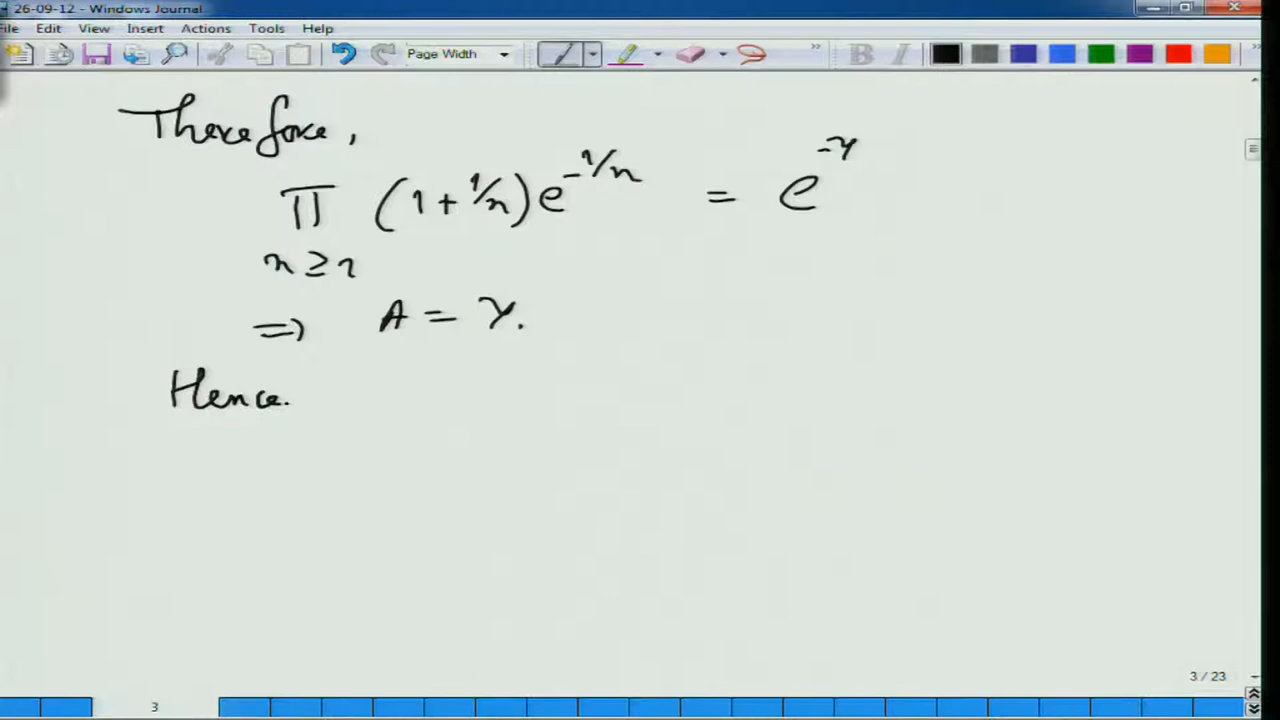 26-09-12 - Windows Journal
File Edit View Insert Actions Tools Help
Page Width
Therefore,
∏ (1 + 1/n) e^{-1/n} = e^{-γ}
n ≥ 1
⇒ A = γ.
Hence.
3 / 23
3